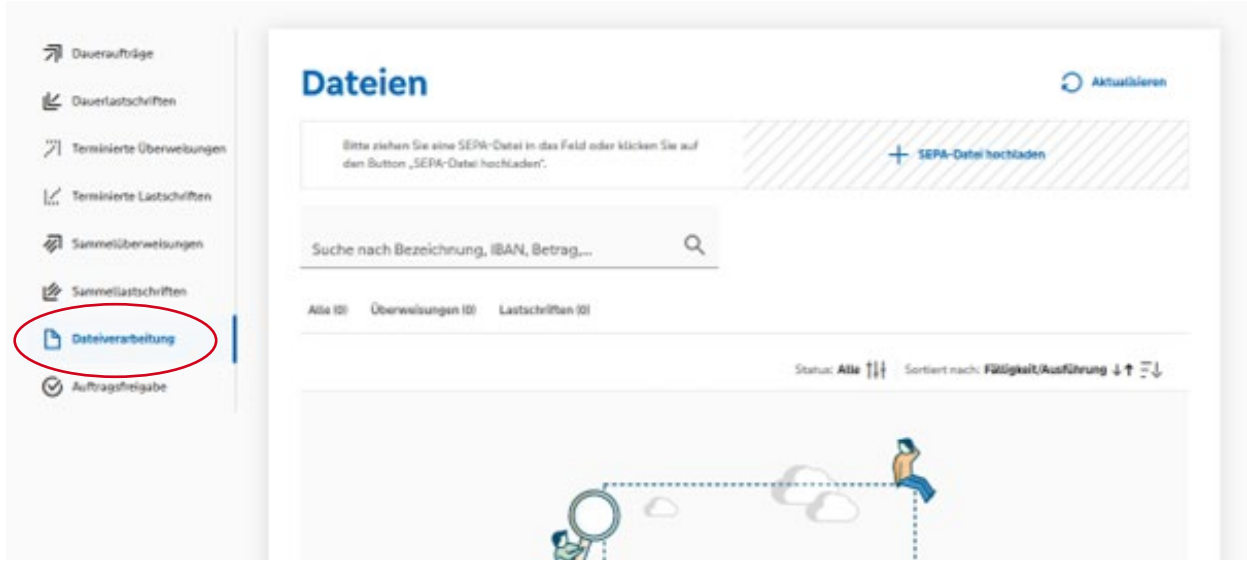 Daueraufträge
Dauerlastschriften
Terminierte Überweisungen
Terminierte Lastschriften
Sammelüberweisungen
Sammellastschriften
Dateiverarbeitung
Auftragsfreigabe
Dateien
Aktualisieren
Bitte ziehen Sie eine SEPA-Datei in das Feld oder klicken Sie auf
den Button „SEPA-Datei hochladen".
SEPA-Datei hochladen
Suche nach Bezeichnung, IBAN, Betrag,...
Alle (0) Überweisungen (0) Lastschriften (0)
Status: Alle Sortiert nach: Fälligkeit/Ausführung